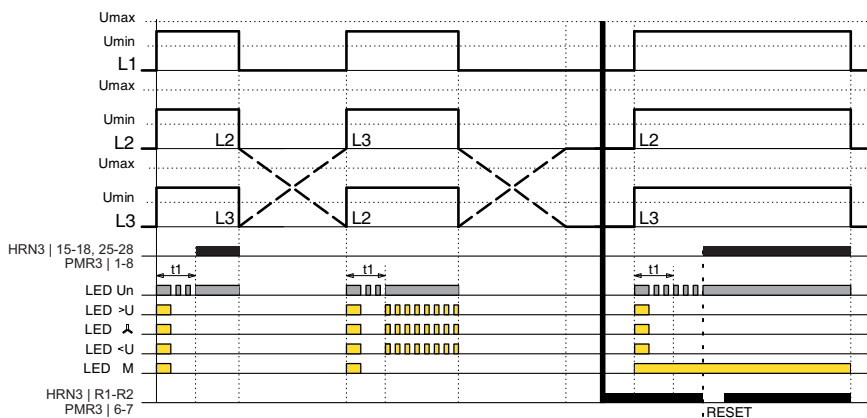 Umax
Umin
L1
Umax
Umin
L2 L2 L3 L2
Umax
Umin
L3 L3 L2 L3
HRN3 | 15-18, 25-28
PMR3 | 1-8
t1 t1 t1
LED Un
LED >U
LED
LED <U
LED M
HRN3 | R1-R2
PMR3 | 6-7
RESET